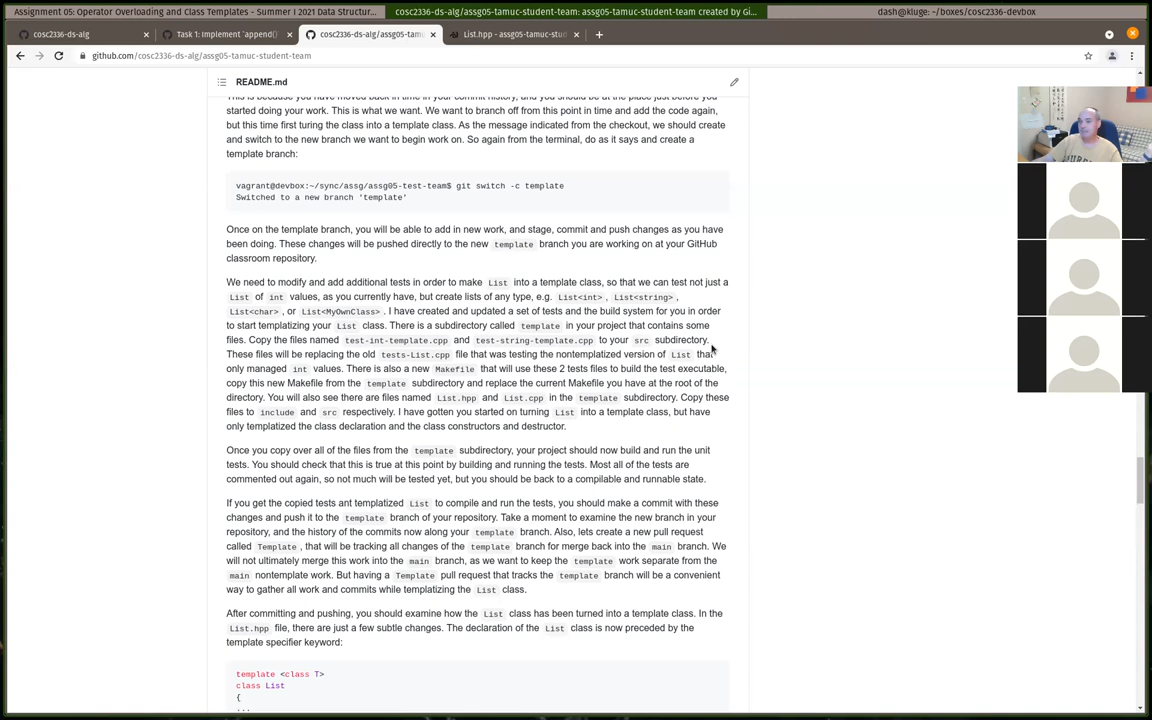 Assignment 05: Operator Overloading and Class Templates - Summer I 2021 Data Structur...
cosc2336-ds-alg/assg05-tamuc-student-team: assg05-tamuc-student-team created by Gi...
dash@kluge: ~/boxes/cosc2336-devbox
cosc2336-ds-alg
Task 1: Implement `append()`
cosc2336-ds-alg/assg05-tamu
List.hpp - assg05-tamuc-stud
github.com/cosc2336-ds-alg/assg05-tamuc-student-team
README.md
This is because you have moved back in time in your commit history, and you should be at the place just before you
started doing your work. This is what we want. We want to branch off from this point in time and add the code again,
but this time first turing the class into a template class. As the message indicated from the checkout, we should create
and switch to the new branch we want to begin work on. So again from the terminal, do as it says and create a
template branch:
vagrant@devbox:~/sync/assg/assg05-test-team$ git switch -c template
Switched to a new branch 'template'
Once on the template branch, you will be able to add in new work, and stage, commit and push changes as you have
been doing. These changes will be pushed directly to the new template branch you are working on at your GitHub
classroom repository.
We need to modify and add additional tests in order to make List into a template class, so that we can test not just a
List of int values, as you currently have, but create lists of any type, e.g. List<int> , List<string> ,
List<char> , or List<MyOwnClass> . I have created and updated a set of tests and the build system for you in order
to start templatizing your List class. There is a subdirectory called template in your project that contains some
files. Copy the files named test-int-template.cpp and test-string-template.cpp to your src subdirectory.
These files will be replacing the old tests-List.cpp file that was testing the nontemplatized version of List that
only managed int values. There is also a new Makefile that will use these 2 tests files to build the test executable,
copy this new Makefile from the template subdirectory and replace the current Makefile you have at the root of the
directory. You will also see there are files named List.hpp and List.cpp in the template subdirectory. Copy these
files to include and src respectively. I have gotten you started on turning List into a template class, but have
only templatized the class declaration and the class constructors and destructor.
Once you copy over all of the files from the template subdirectory, your project should now build and run the unit
tests. You should check that this is true at this point by building and running the tests. Most all of the tests are
commented out again, so not much will be tested yet, but you should be back to a compilable and runnable state.
If you get the copied tests ant templatized List to compile and run the tests, you should make a commit with these
changes and push it to the template branch of your repository. Take a moment to examine the new branch in your
repository, and the history of the commits now along your template branch. Also, lets create a new pull request
called Template , that will be tracking all changes of the template branch for merge back into the main branch. We
will not ultimately merge this work into the main branch, as we want to keep the template work separate from the
main nontemplate work. But having a Template pull request that tracks the template branch will be a convenient
way to gather all work and commits while templatizing the List class.
After committing and pushing, you should examine how the List class has been turned into a template class. In the
List.hpp file, there are just a few subtle changes. The declaration of the List class is now preceded by the
template specifier keyword:
template <class T>
class List
{
...